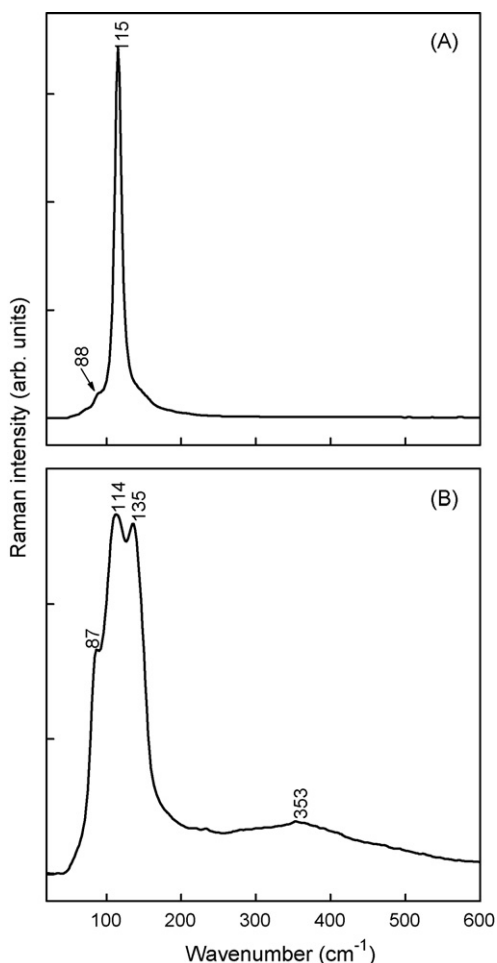 115
(A)
88
Raman intensity (arb. units)
114
135
(B)
87
353
100 200 300 400 500 600
Wavenumber (cm⁻¹)